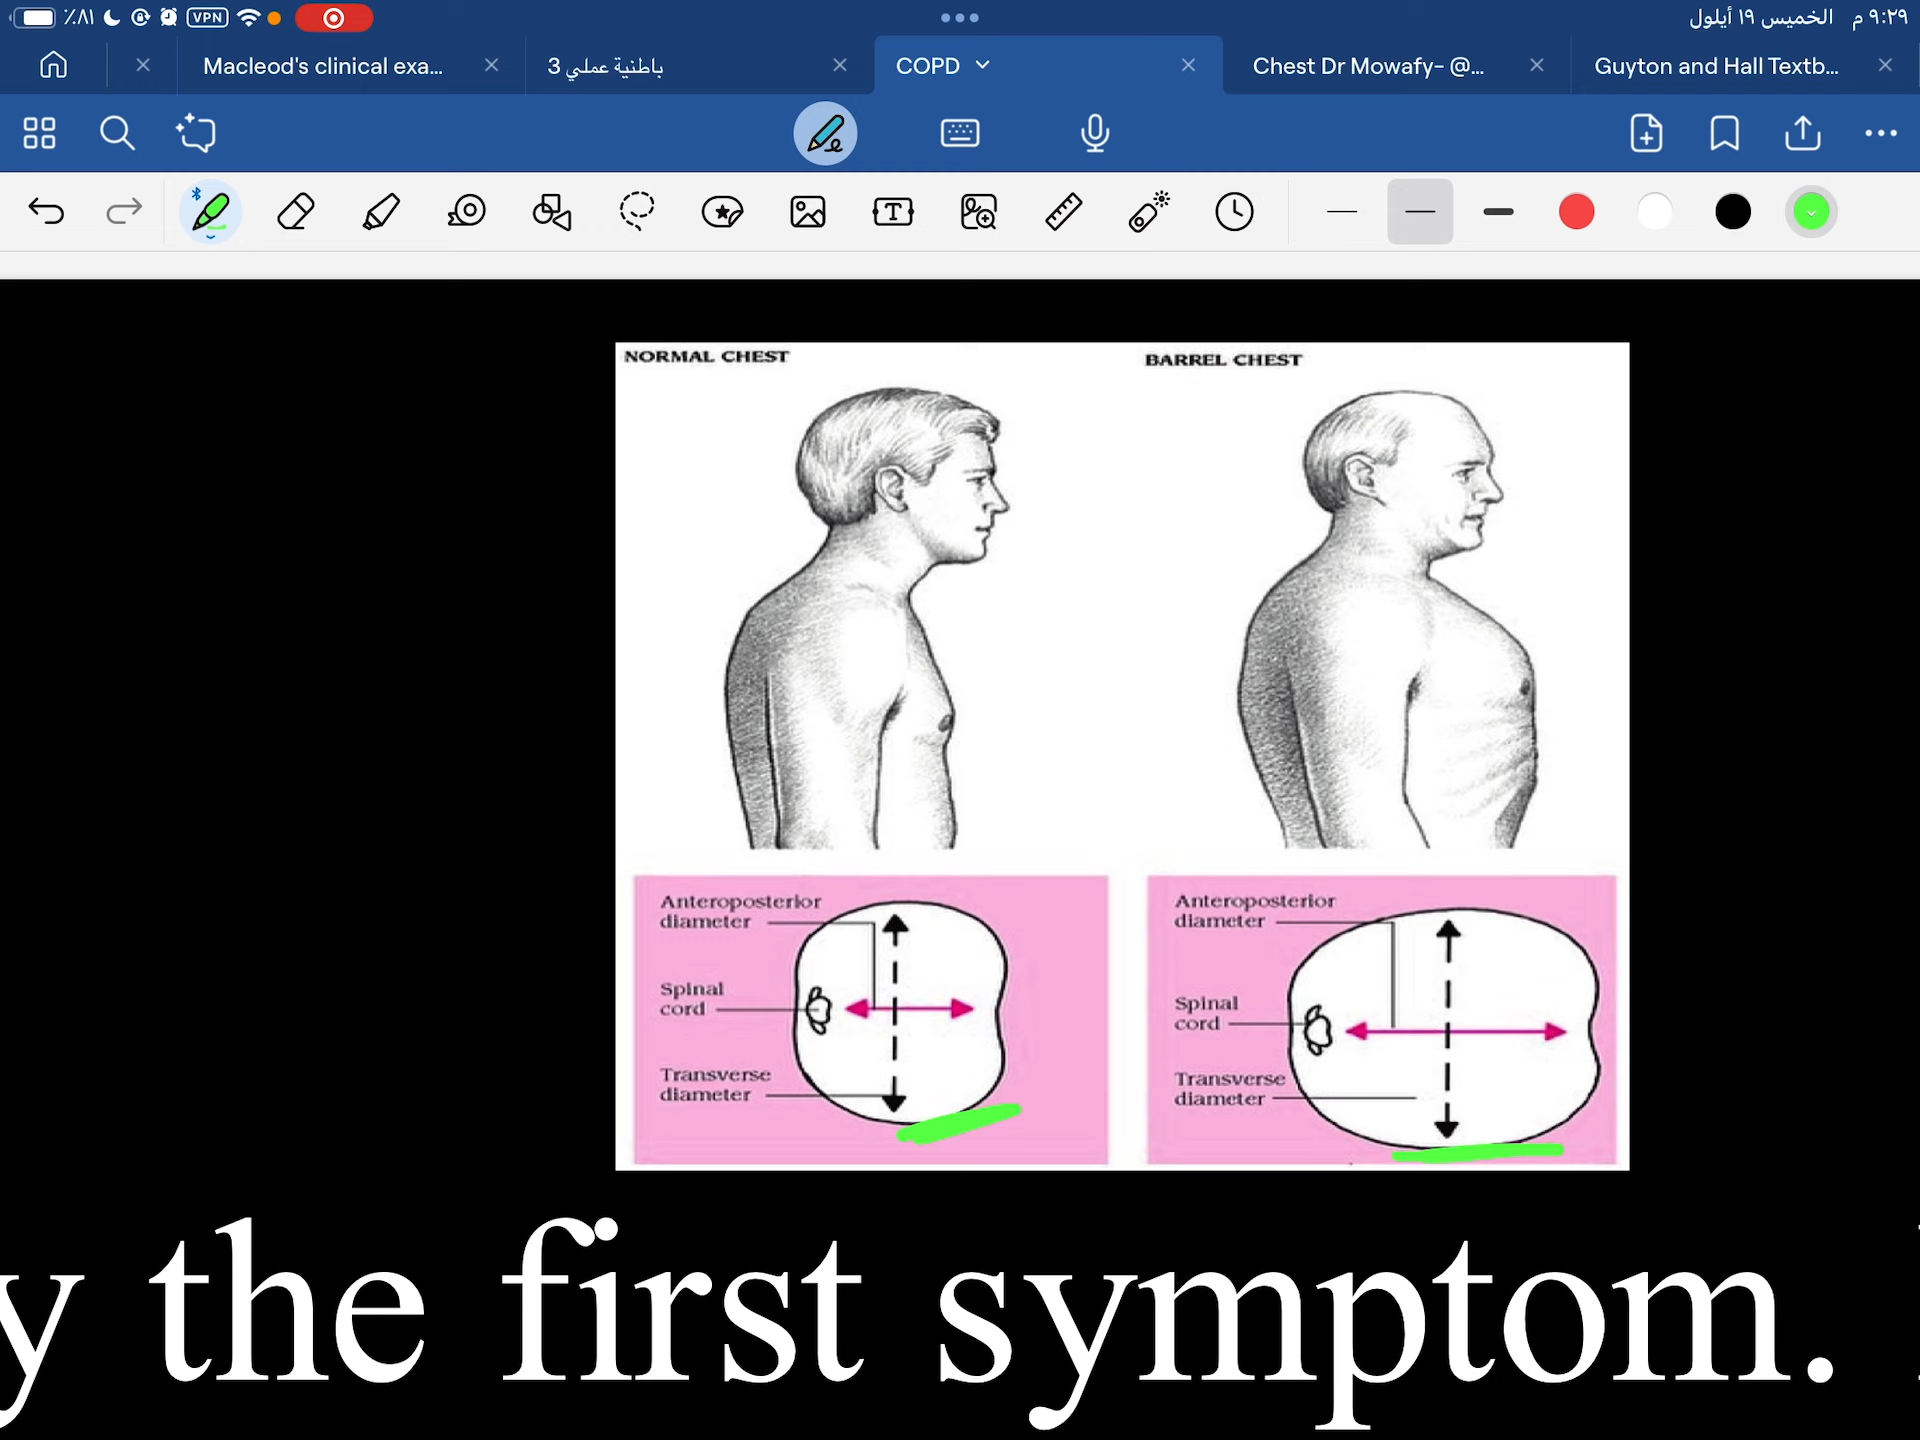 ٪٨١
VPN
الخميس ١٩ أيلول ٩:٢٩ م
Macleod's clinical exa...
باطنية عملي 3
COPD
Chest Dr Mowafy- @...
Guyton and Hall Textb...
NORMAL CHEST
BARREL CHEST
Anteroposterior
diameter
Spinal
cord
Transverse
diameter
Anteroposterior
diameter
Spinal
cord
Transverse
diameter
y the first symptom.